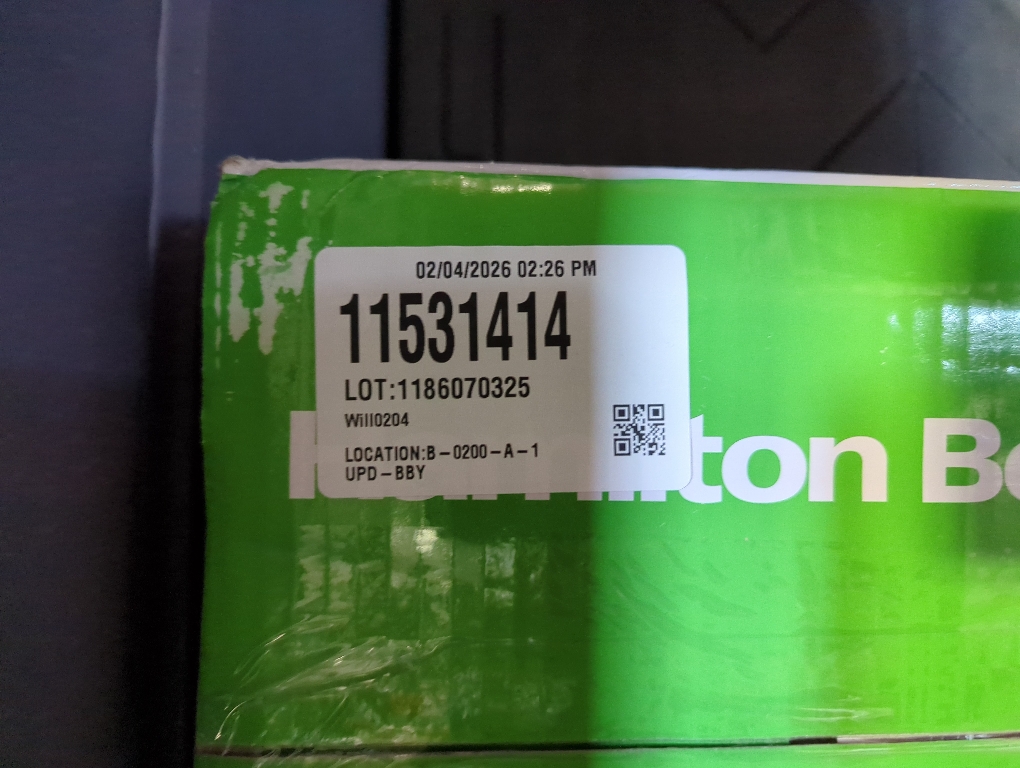 02/04/2026 02:26 PM
11531414
LOT:1186070325
Will0204
LOCATION:B-0200-A-1
UPD-BBY